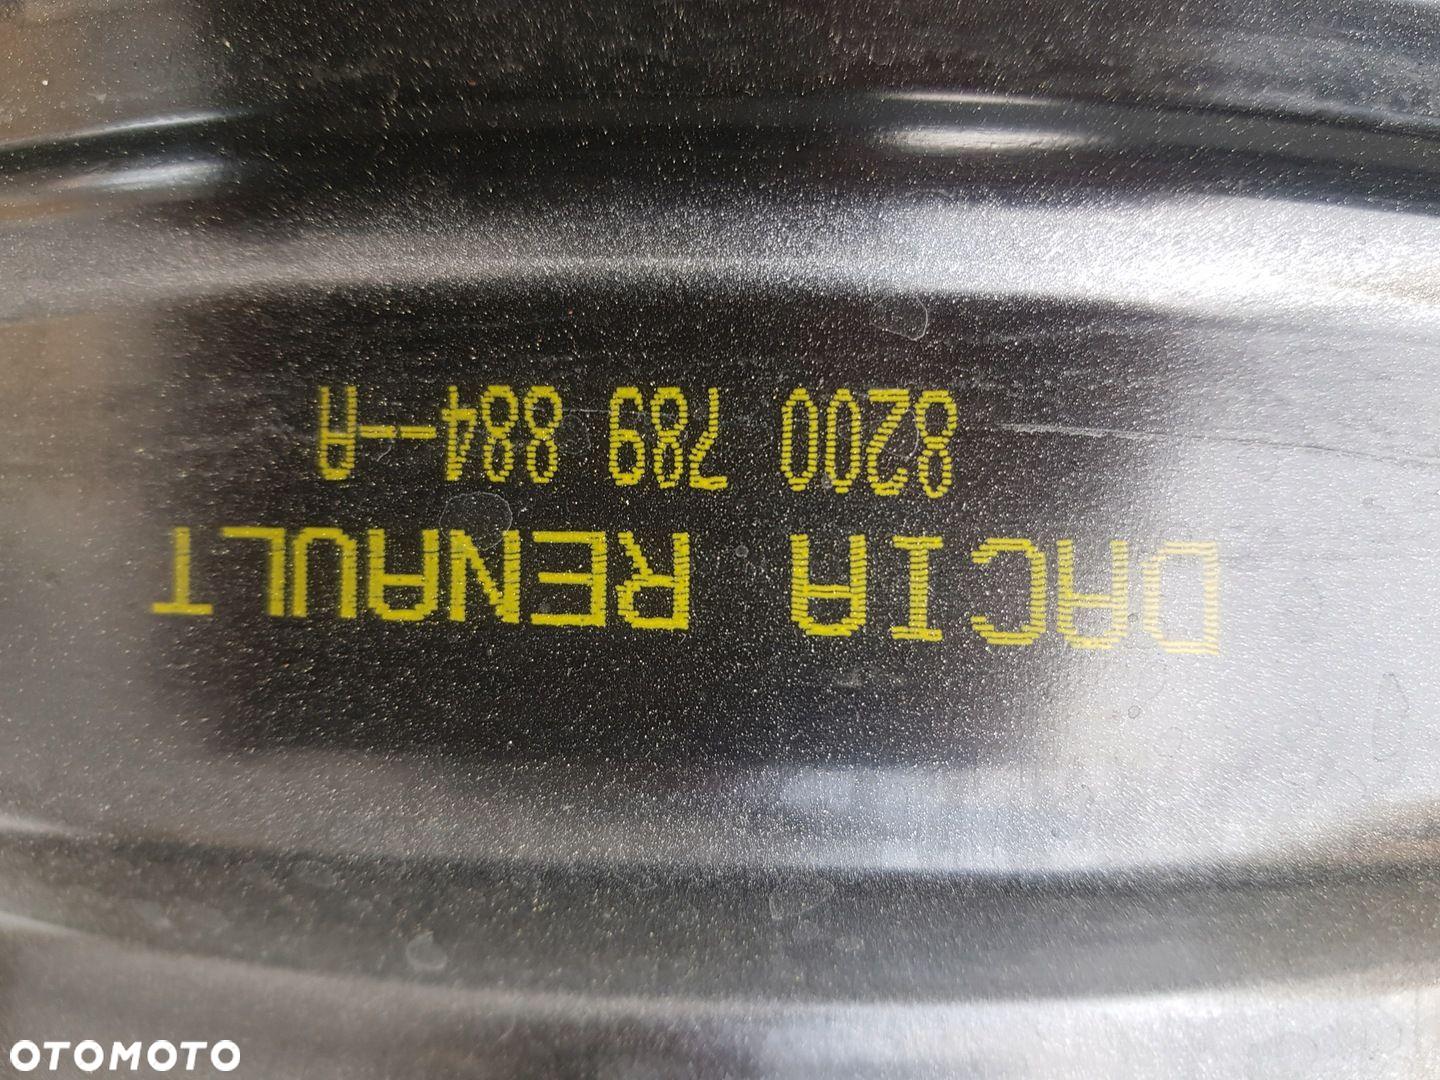 DACIA RENAULT
8200 789 884--A
OTOMOTO